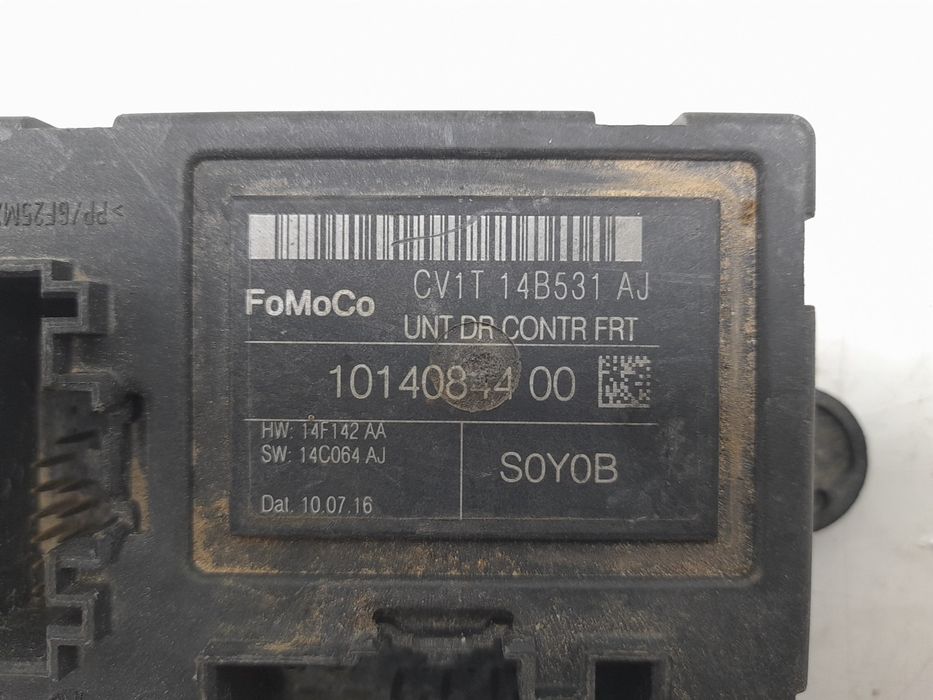 CV1T 14B531 AJ
FoMoCo
UNT DR CONTR FRT
10140844 00
HW: 14F142 AA
SW: 14C064 AJ
S0Y0B
Dat. 10.07.16